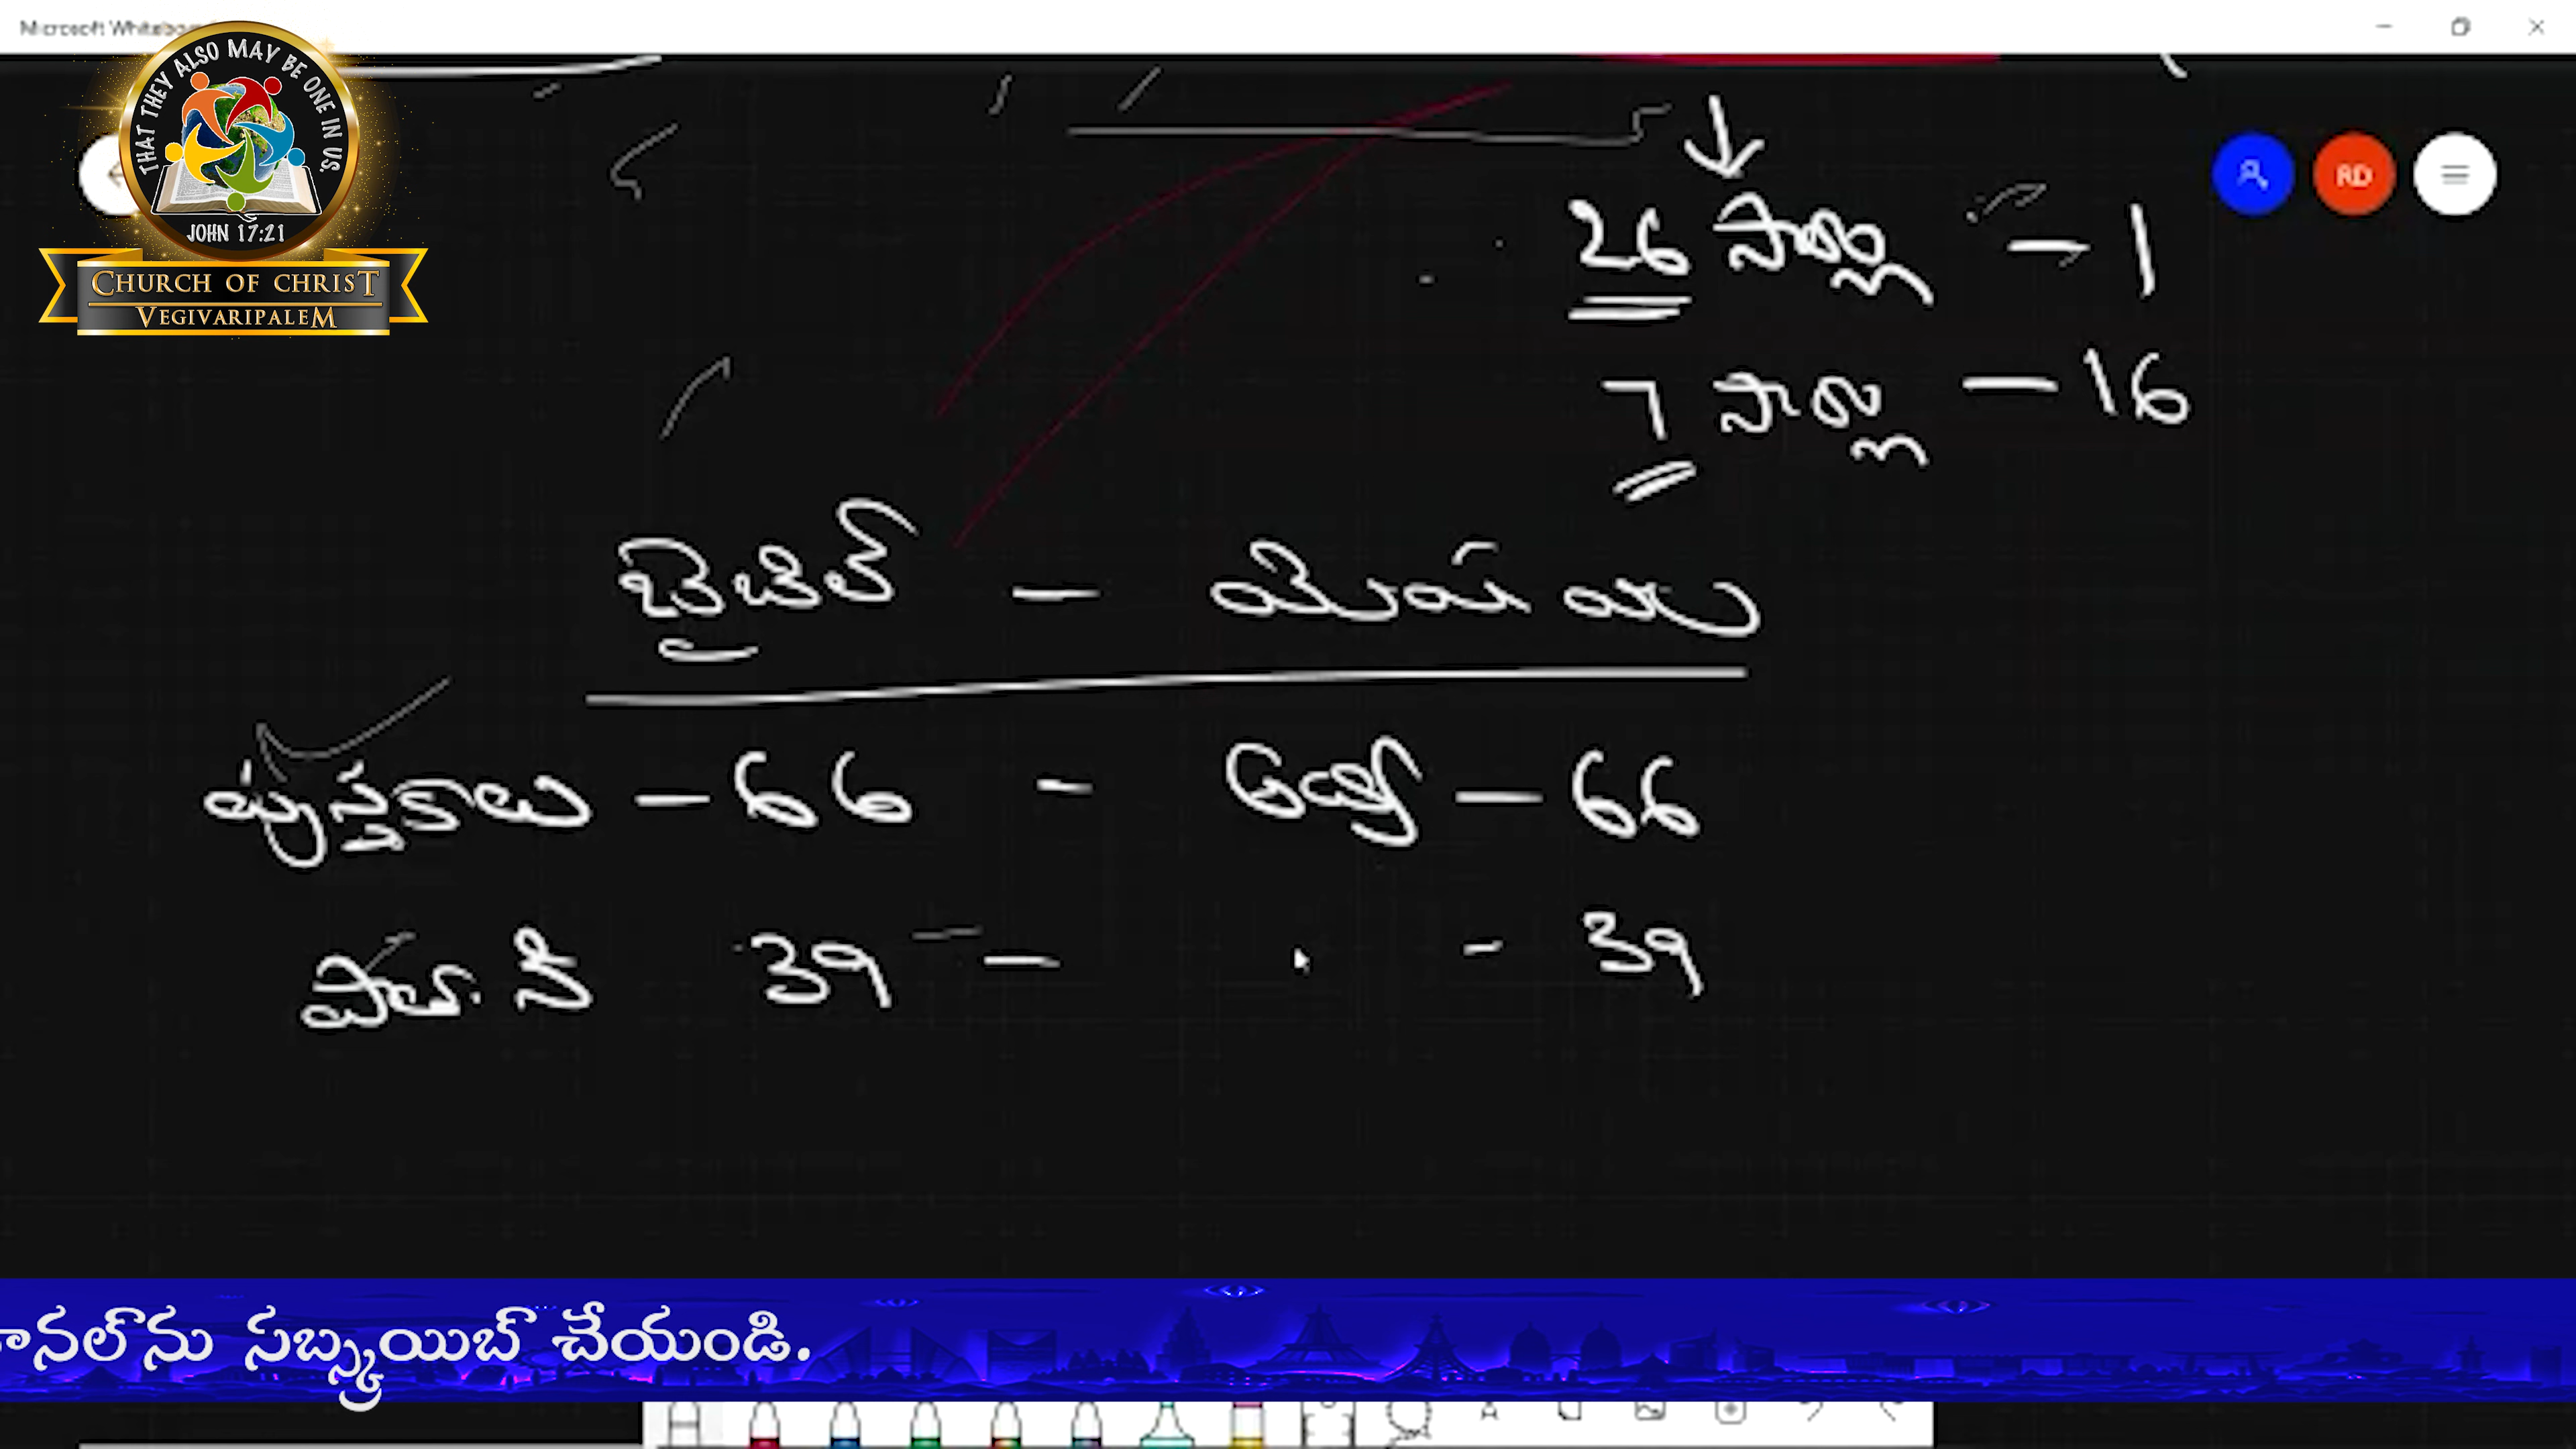 Microsoft Whiteboard
THAT THEY ALSO MAY BE ONE IN US.
JOHN 17:21
CHURCH OF CHRIST
VEGIVARIPALEM
RD
26 సార్లు - 1
7 సార్లు - 16
బైబిల్ - యెషయా
పుస్తకాలు - 66 - అధ్యా - 66
పాత. ని 39 - - 39
ానల్‌ను సబ్స్క్రయిబ్ చేయండి.